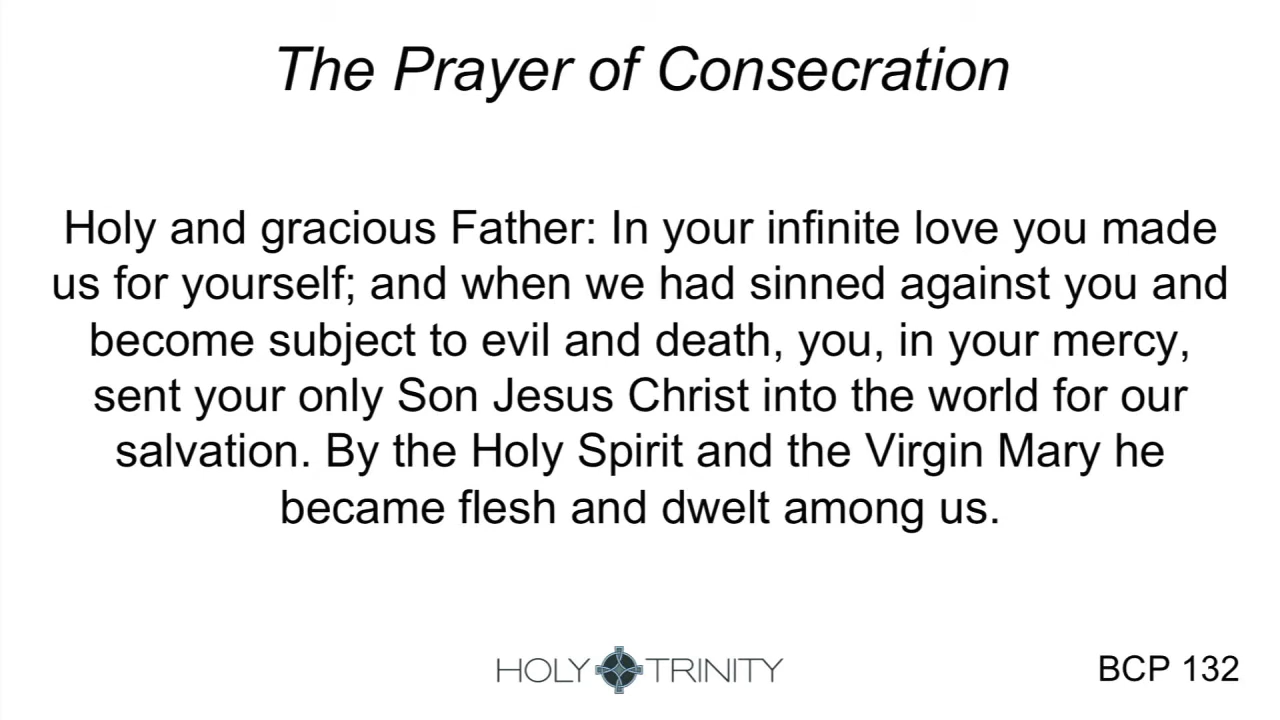 The Prayer of Consecration
Holy and gracious Father: In your infinite love you made
us for yourself; and when we had sinned against you and
become subject to evil and death, you, in your mercy,
sent your only Son Jesus Christ into the world for our
salvation. By the Holy Spirit and the Virgin Mary he
became flesh and dwelt among us.
HOLY TRINITY
BCP 132